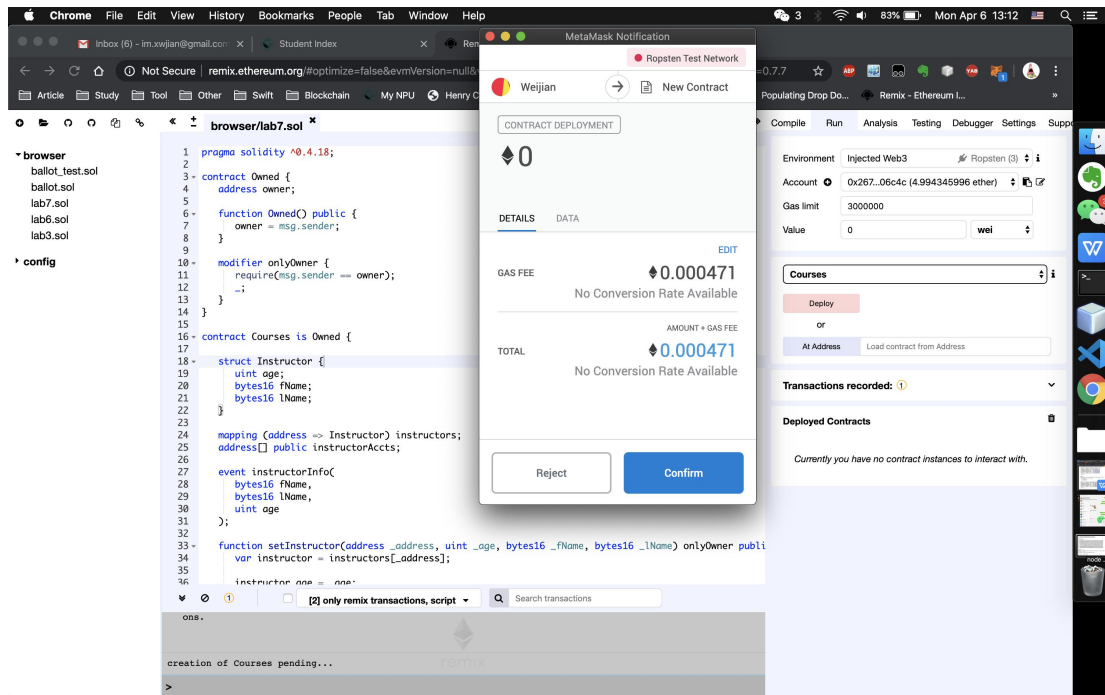 Chrome File Edit View History Bookmarks People Tab Window Help
3 83% Mon Apr 6 13:12
Inbox (6) - im.xwjian@gmail.com
Student Index
Not Secure | remix.ethereum.org/#optimize=false&evmVersion=null&
=0.7.7
ABP
YAB
1
Article Study Tool Other Swift Blockchain My NPU Henry C
Populating Drop Do... Remix - Ethereum I... »
MetaMask Notification
Ropsten Test Network
Weijian
New Contract
CONTRACT DEPLOYMENT
0
DETAILS DATA
EDIT
GAS FEE 0.000471
No Conversion Rate Available
AMOUNT + GAS FEE
TOTAL 0.000471
No Conversion Rate Available
Reject Confirm
browser
ballot_test.sol
ballot.sol
lab7.sol
lab6.sol
lab3.sol
config
« browser/lab7.sol ×
1 pragma solidity ^0.4.18;
2
3 contract Owned {
4 address owner;
5
6 function Owned() public {
7 owner = msg.sender;
8 }
9
10 modifier onlyOwner {
11 require(msg.sender == owner);
12 _;
13 }
14 }
15
16 contract Courses is Owned {
17
18 struct Instructor {
19 uint age;
20 bytes16 fName;
21 bytes16 lName;
22 }
23
24 mapping (address => Instructor) instructors;
25 address[] public instructorAccts;
26
27 event instructorInfo(
28 bytes16 fName,
29 bytes16 lName,
30 uint age
31 );
32
33 function setInstructor(address _address, uint _age, bytes16 _fName, bytes16 _lName) onlyOwner publi
34 var instructor = instructors[_address];
35
36 instructor.age = _age;
1 [2] only remix transactions, script Search transactions
ons.
remix
creation of Courses pending...
>
Compile Run Analysis Testing Debugger Settings Suppo
Environment Injected Web3 Ropsten (3) i
Account 0x267...06c4c (4.994345996 ether)
Gas limit 3000000
Value 0 wei
Courses i
Deploy
or
At Address Load contract from Address
Transactions recorded: 1
Deployed Contracts
Currently you have no contract instances to interact with.
node